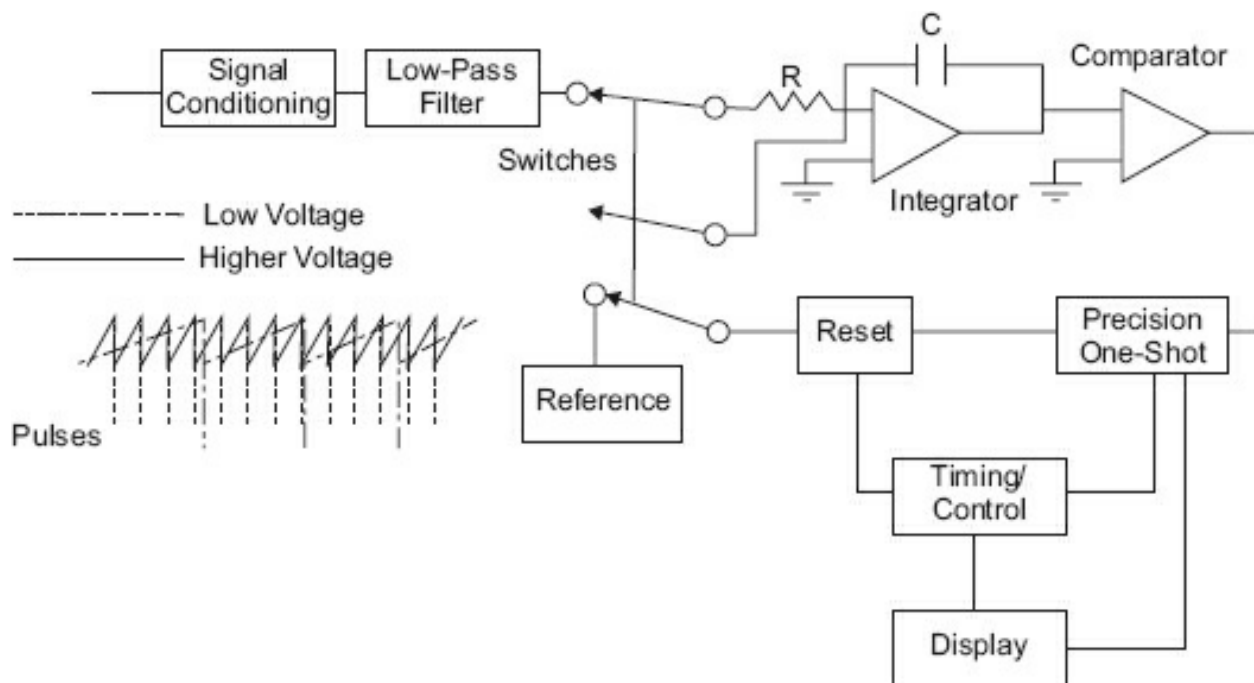 C
Comparator
Signal
Conditioning
Low-Pass
Filter
R
Switches
Integrator
Low Voltage
Higher Voltage
Reset
Precision
One-Shot
Reference
Pulses
Timing/
Control
Display